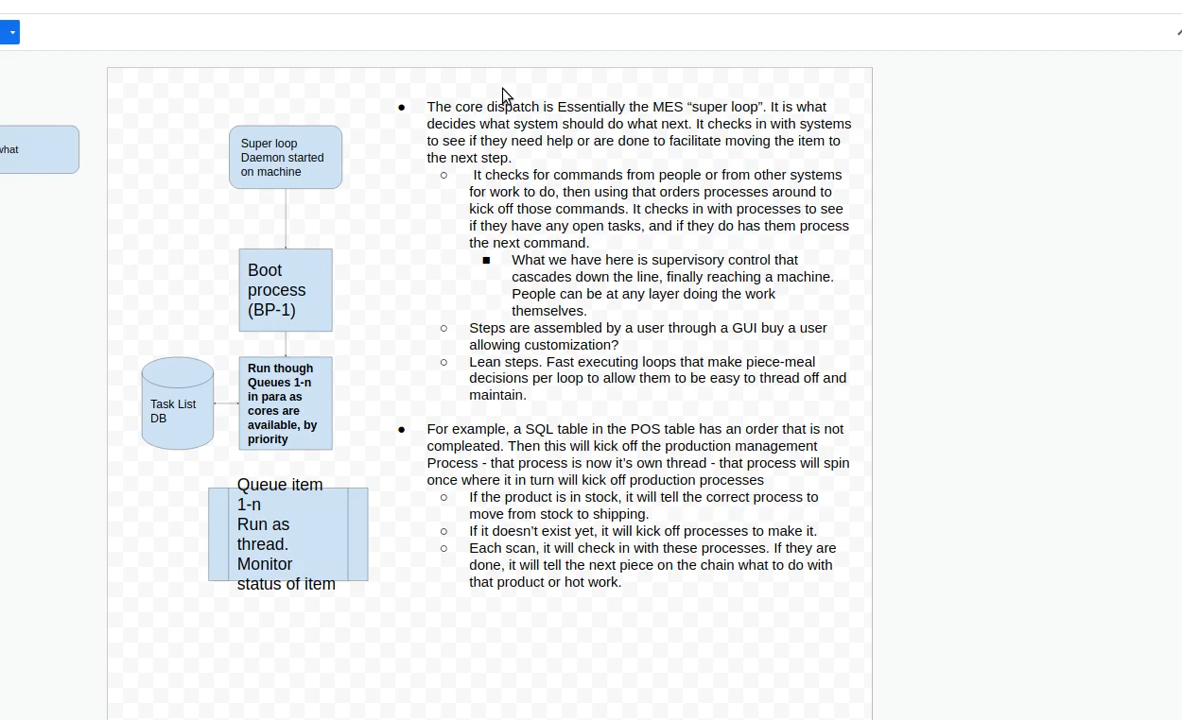 what
Super loop
Daemon started
on machine
Boot
process
(BP-1)
Task List
DB
Run though
Queues 1-n
in para as
cores are
available, by
priority
Queue item
1-n
Run as
thread.
Monitor
status of item
● The core dispatch is Essentially the MES “super loop”. It is what
decides what system should do what next. It checks in with systems
to see if they need help or are done to facilitate moving the item to
the next step.
○ It checks for commands from people or from other systems
for work to do, then using that orders processes around to
kick off those commands. It checks in with processes to see
if they have any open tasks, and if they do has them process
the next command.
■ What we have here is supervisory control that
cascades down the line, finally reaching a machine.
People can be at any layer doing the work
themselves.
○ Steps are assembled by a user through a GUI buy a user
allowing customization?
○ Lean steps. Fast executing loops that make piece-meal
decisions per loop to allow them to be easy to thread off and
maintain.
● For example, a SQL table in the POS table has an order that is not
compleated. Then this will kick off the production management
Process - that process is now it’s own thread - that process will spin
once where it in turn will kick off production processes
○ If the product is in stock, it will tell the correct process to
move from stock to shipping.
○ If it doesn’t exist yet, it will kick off processes to make it.
○ Each scan, it will check in with these processes. If they are
done, it will tell the next piece on the chain what to do with
that product or hot work.